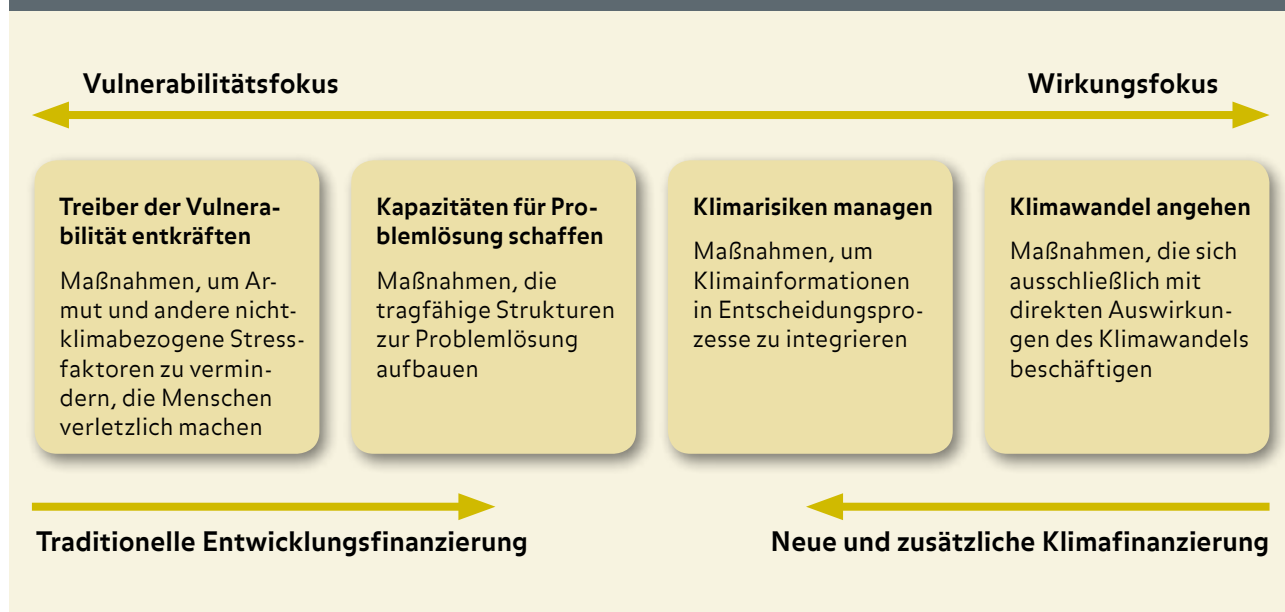 Vulnerabilitätsfokus
Wirkungsfokus
Treiber der Vulnera-
bilität entkräften
Maßnahmen, um Ar-
mut und andere nicht-
klimabezogene Stress-
faktoren zu vermin-
dern, die Menschen
verletzlich machen
Kapazitäten für Pro-
blemlösung schaffen
Maßnahmen, die
tragfähige Strukturen
zur Problemlösung
aufbauen
Klimarisiken managen
Maßnahmen, um
Klimainformationen
in Entscheidungspro-
zesse zu integrieren
Klimawandel angehen
Maßnahmen, die sich
ausschließlich mit
direkten Auswirkun-
gen des Klimawandels
beschäftigen
Traditionelle Entwicklungsfinanzierung
Neue und zusätzliche Klimafinanzierung